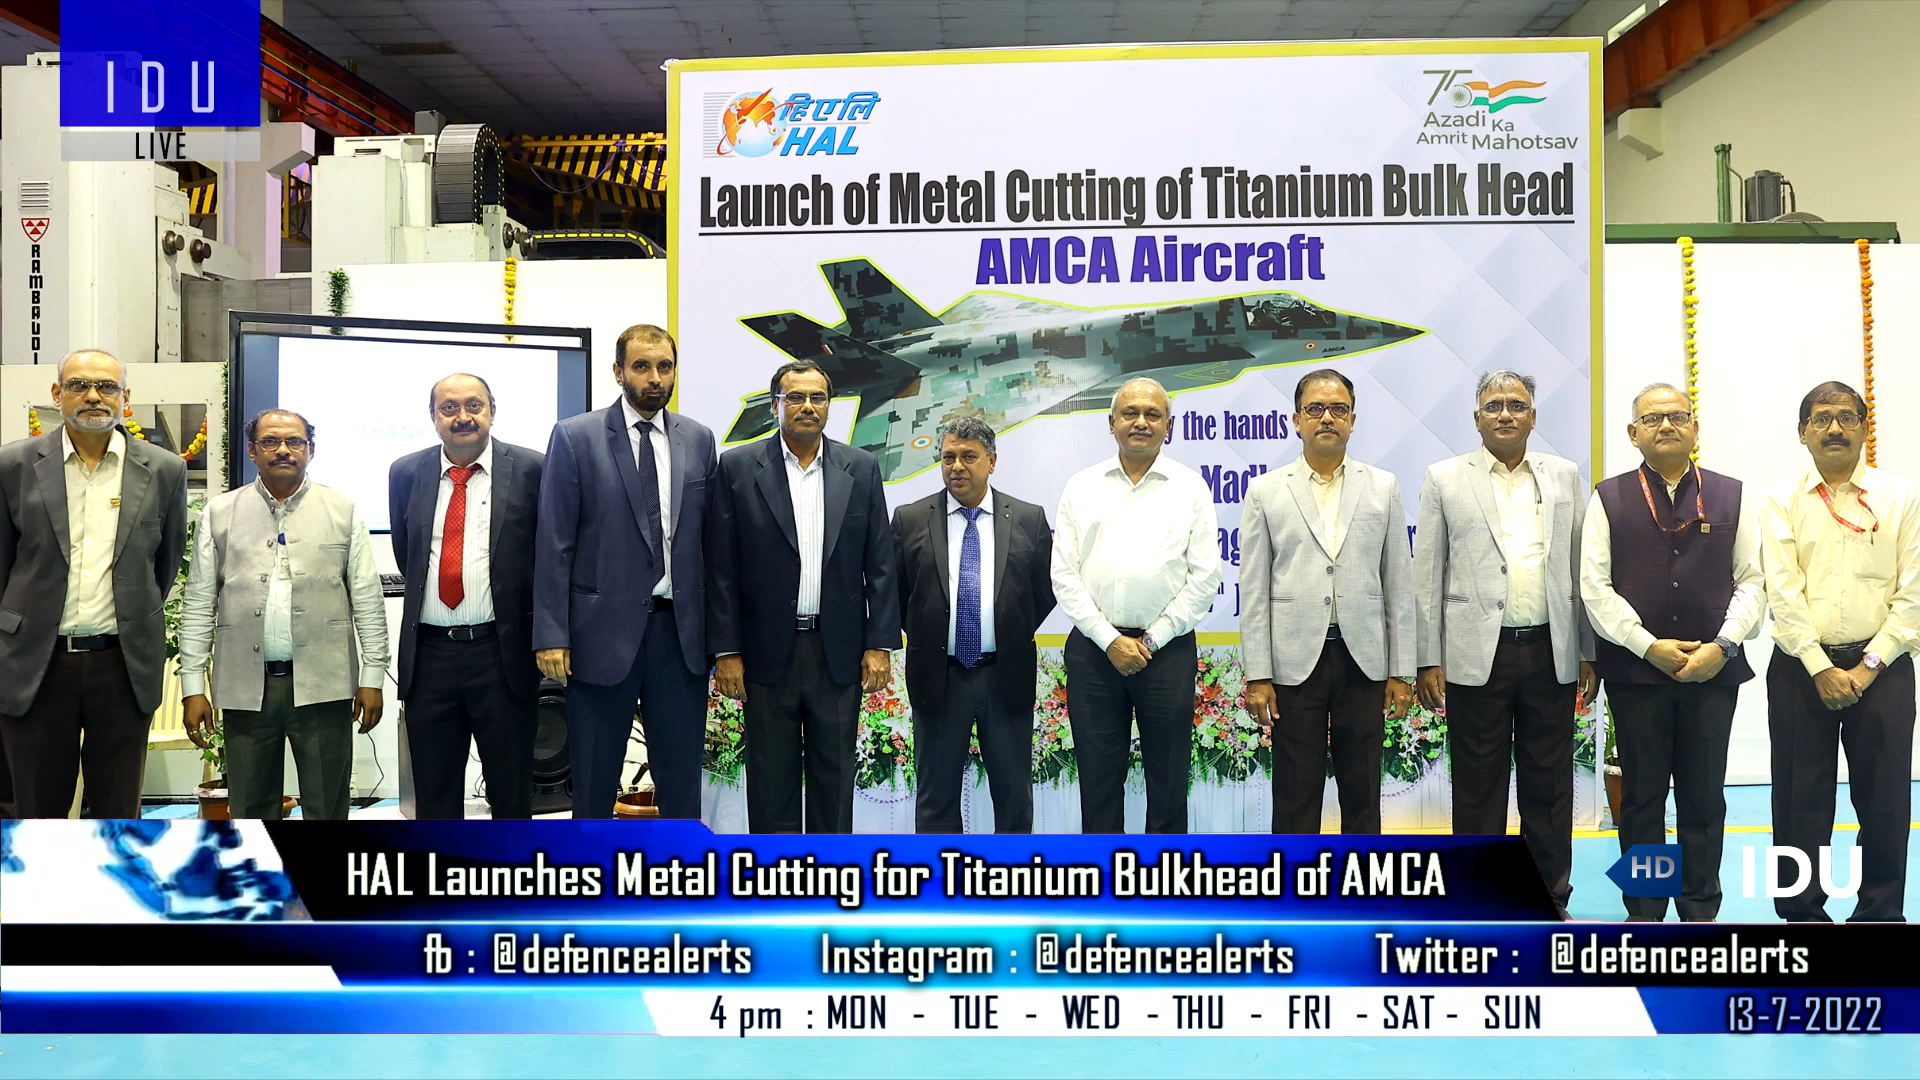 IDU
LIVE
RAMBAUDI
हिएलि
HAL
75
Azadi Ka
Amrit Mahotsav
Launch of Metal Cutting of Titanium Bulk Head
AMCA Aircraft
AMCA
the hands
HAL Launches Metal Cutting for Titanium Bulkhead of AMCA
HD
IDU
fb : @defencealerts Instagram : @defencealerts Twitter : @defencealerts
4 pm : MON - TUE - WED - THU - FRI - SAT - SUN
13-7-2022